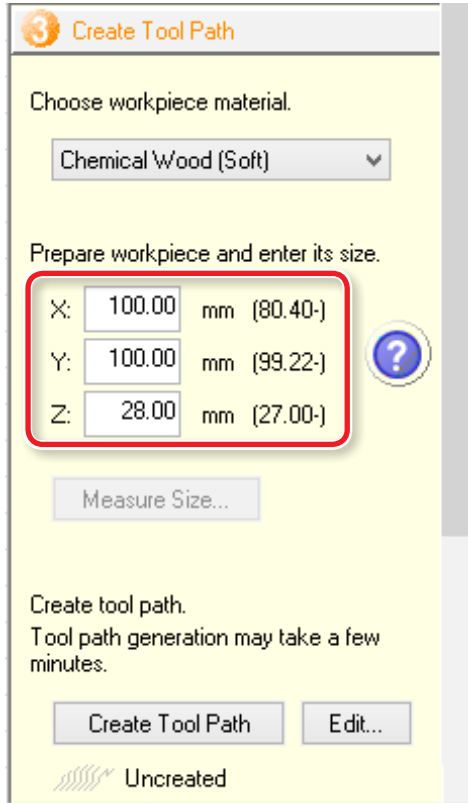 3 Create Tool Path
Choose workpiece material.
Chemical Wood (Soft)
Prepare workpiece and enter its size.
X: 100.00 mm (80.40-)
Y: 100.00 mm (99.22-)
?
Z: 28.00 mm (27.00-)
Measure Size...
Create tool path.
Tool path generation may take a few
minutes.
Create Tool Path Edit...
Uncreated